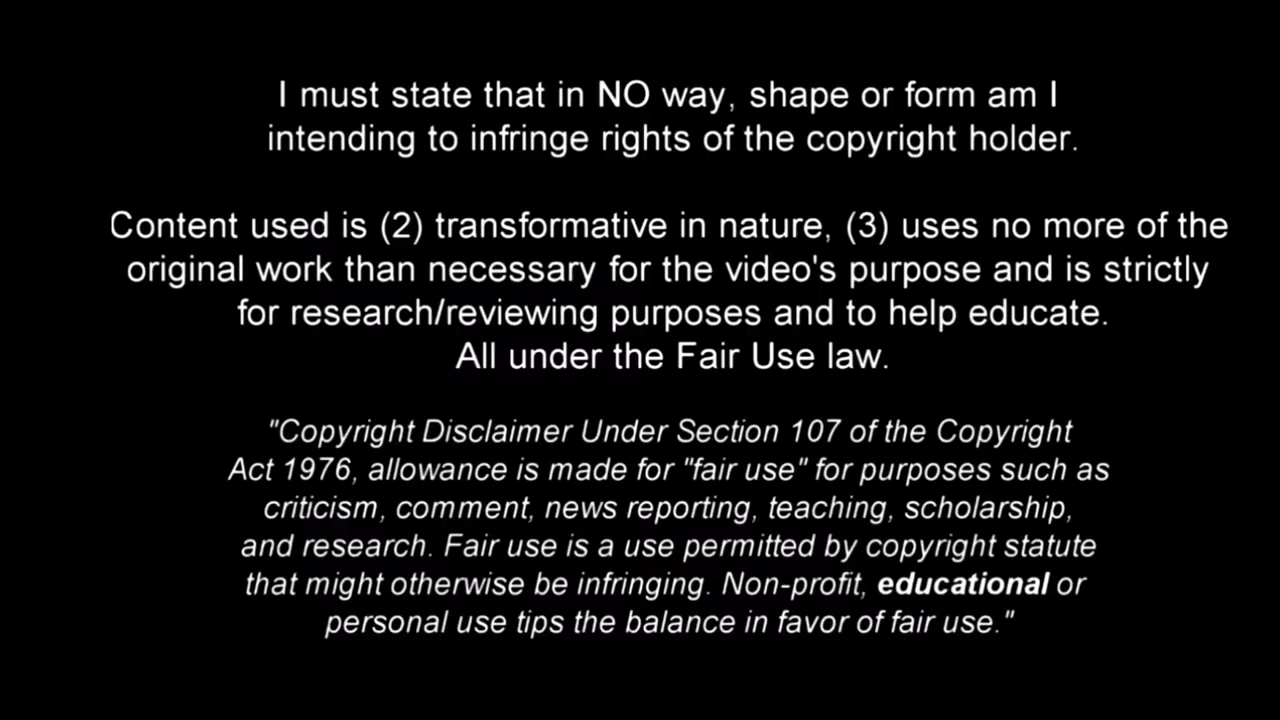 I must state that in NO way, shape or form am I
intending to infringe rights of the copyright holder.
Content used is (2) transformative in nature, (3) uses no more of the
original work than necessary for the video's purpose and is strictly
for research/reviewing purposes and to help educate.
All under the Fair Use law.
"Copyright Disclaimer Under Section 107 of the Copyright
Act 1976, allowance is made for "fair use" for purposes such as
criticism, comment, news reporting, teaching, scholarship,
and research. Fair use is a use permitted by copyright statute
that might otherwise be infringing. Non-profit, educational or
personal use tips the balance in favor of fair use."